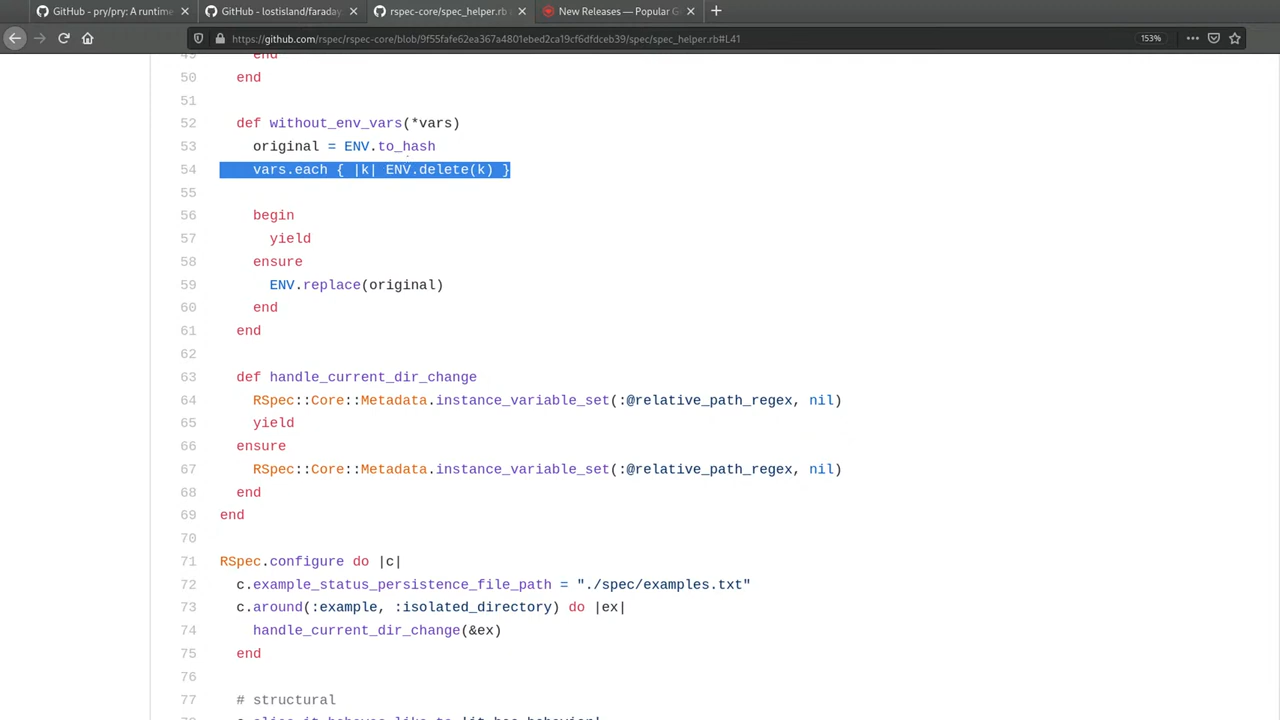 GitHub - pry/pry: A runtime
GitHub - lostisland/faraday
rspec-core/spec_helper.rb
New Releases — Popular G
https://github.com/rspec/rspec-core/blob/9f55fafe62ea367a4801ebed2ca19cf6dfdceb39/spec/spec_helper.rb#L41
153%
49 end
50 end
51
52 def without_env_vars(*vars)
53 original = ENV.to_hash
54 vars.each { |k| ENV.delete(k) }
55
56 begin
57 yield
58 ensure
59 ENV.replace(original)
60 end
61 end
62
63 def handle_current_dir_change
64 RSpec::Core::Metadata.instance_variable_set(:@relative_path_regex, nil)
65 yield
66 ensure
67 RSpec::Core::Metadata.instance_variable_set(:@relative_path_regex, nil)
68 end
69 end
70
71 RSpec.configure do |c|
72 c.example_status_persistence_file_path = "./spec/examples.txt"
73 c.around(:example, :isolated_directory) do |ex|
74 handle_current_dir_change(&ex)
75 end
76
77 # structural